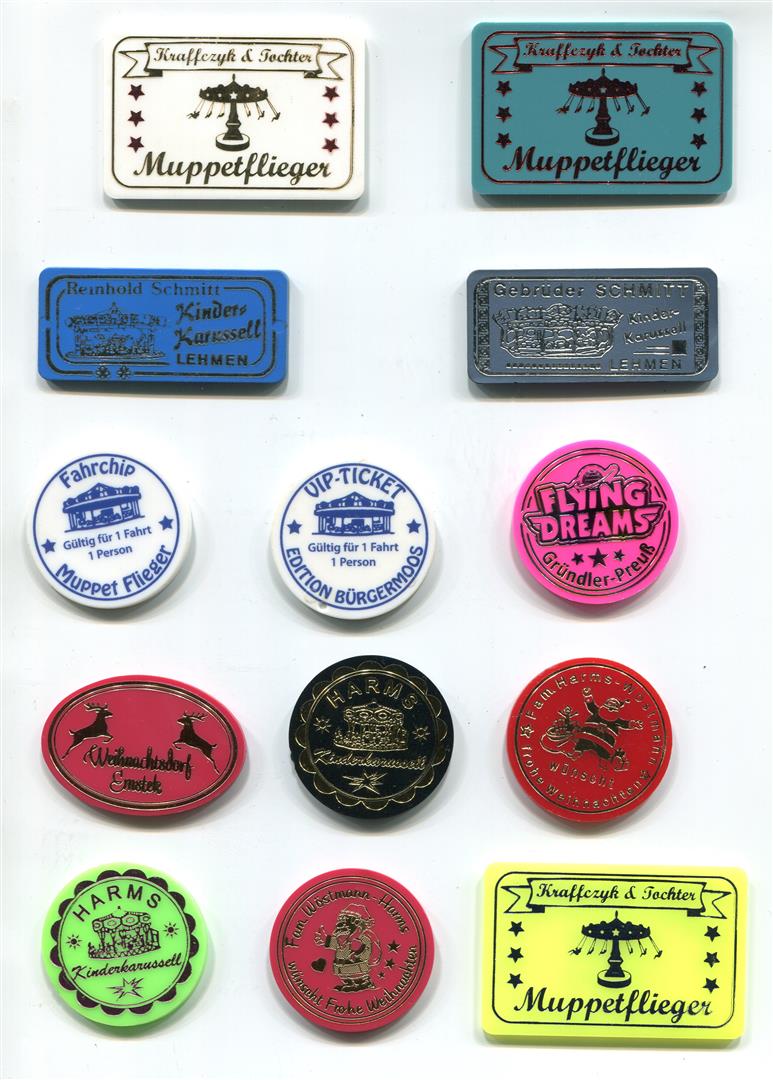 Kraffczyk & Tochter
Muppetflieger
Kraffczyk & Tochter
Muppetflieger
Reinhold Schmitt
Kinder-
Karussell
LEHMEN
Gebrüder SCHMITT
Kinder-
Karussell
LEHMEN
Fahrchip
Gültig für 1 Fahrt
1 Person
Muppet Flieger
VIP-TICKET
Gültig für 1 Fahrt
1 Person
EDITION BÜRGERMOOS
FLYING
DREAMS
Gründler-Preuß
Weihnachtsdorf
Emstek
HARMS
Kinderkarussell
Fam. Harms-Wöstmann
wünscht
frohe Weihnachten
HARMS
Kinderkarussell
Fam. Wöstmann-Harms
wünscht Frohe Weihnachten
Kraffczyk & Tochter
Muppetflieger